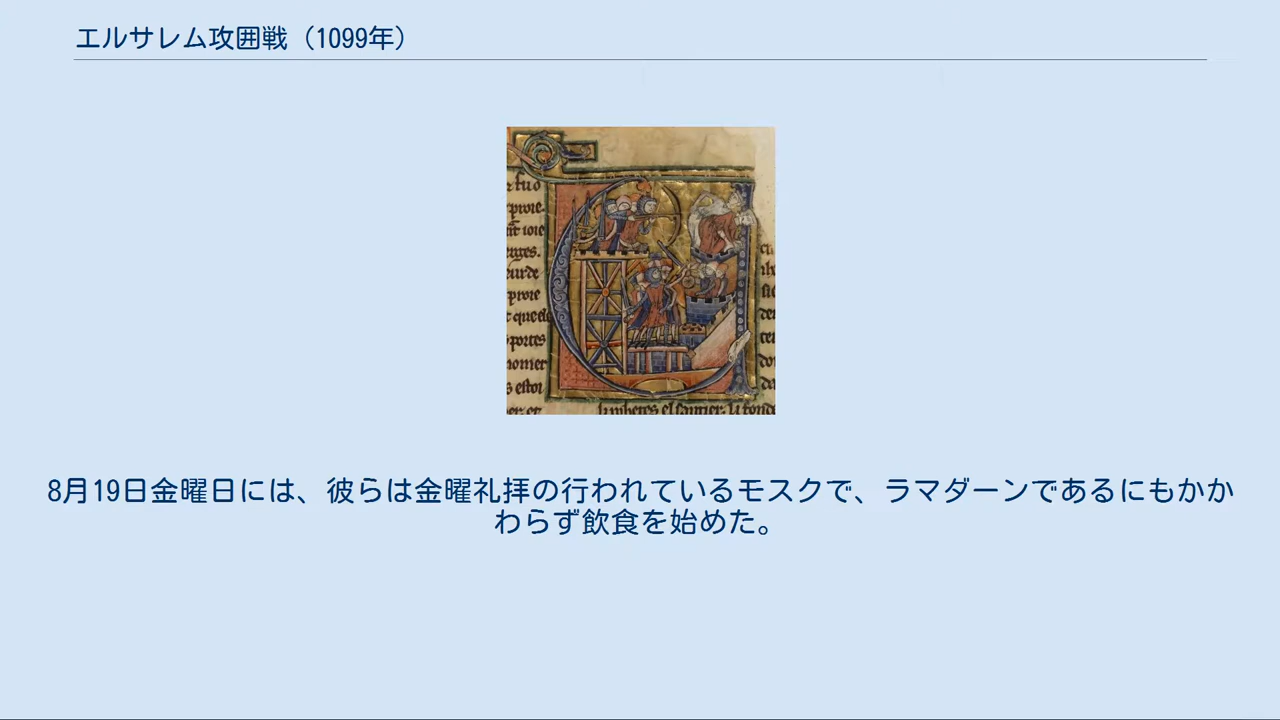 エルサレム攻囲戦（1099年）
8月19日金曜日には、彼らは金曜礼拝の行われているモスクで、ラマダーンであるにもかか
わらず飲食を始めた。